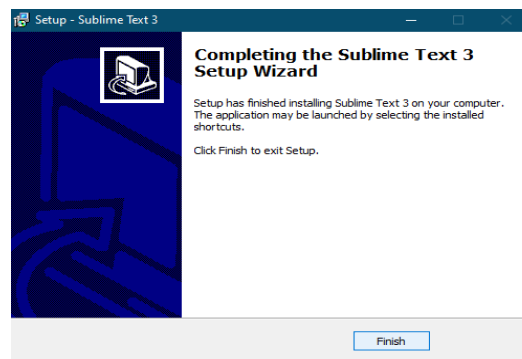 Setup - Sublime Text 3
Completing the Sublime Text 3
Setup Wizard
Setup has finished installing Sublime Text 3 on your computer.
The application may be launched by selecting the installed
shortcuts.
Click Finish to exit Setup.
Finish